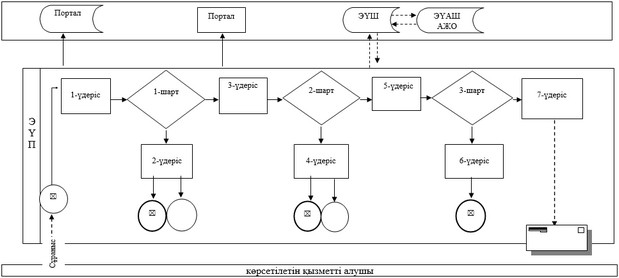 Портал
Портал
ЭҮШ
ЭҮАШ
АЖО
ЭҮП
1-үдеріс
1-шарт
3-үдеріс
2-шарт
5-үдеріс
3-шарт
7-үдеріс
2-үдеріс
4-үдеріс
6-үдеріс
Сұраныс
көрсетілетін қызметті алушы